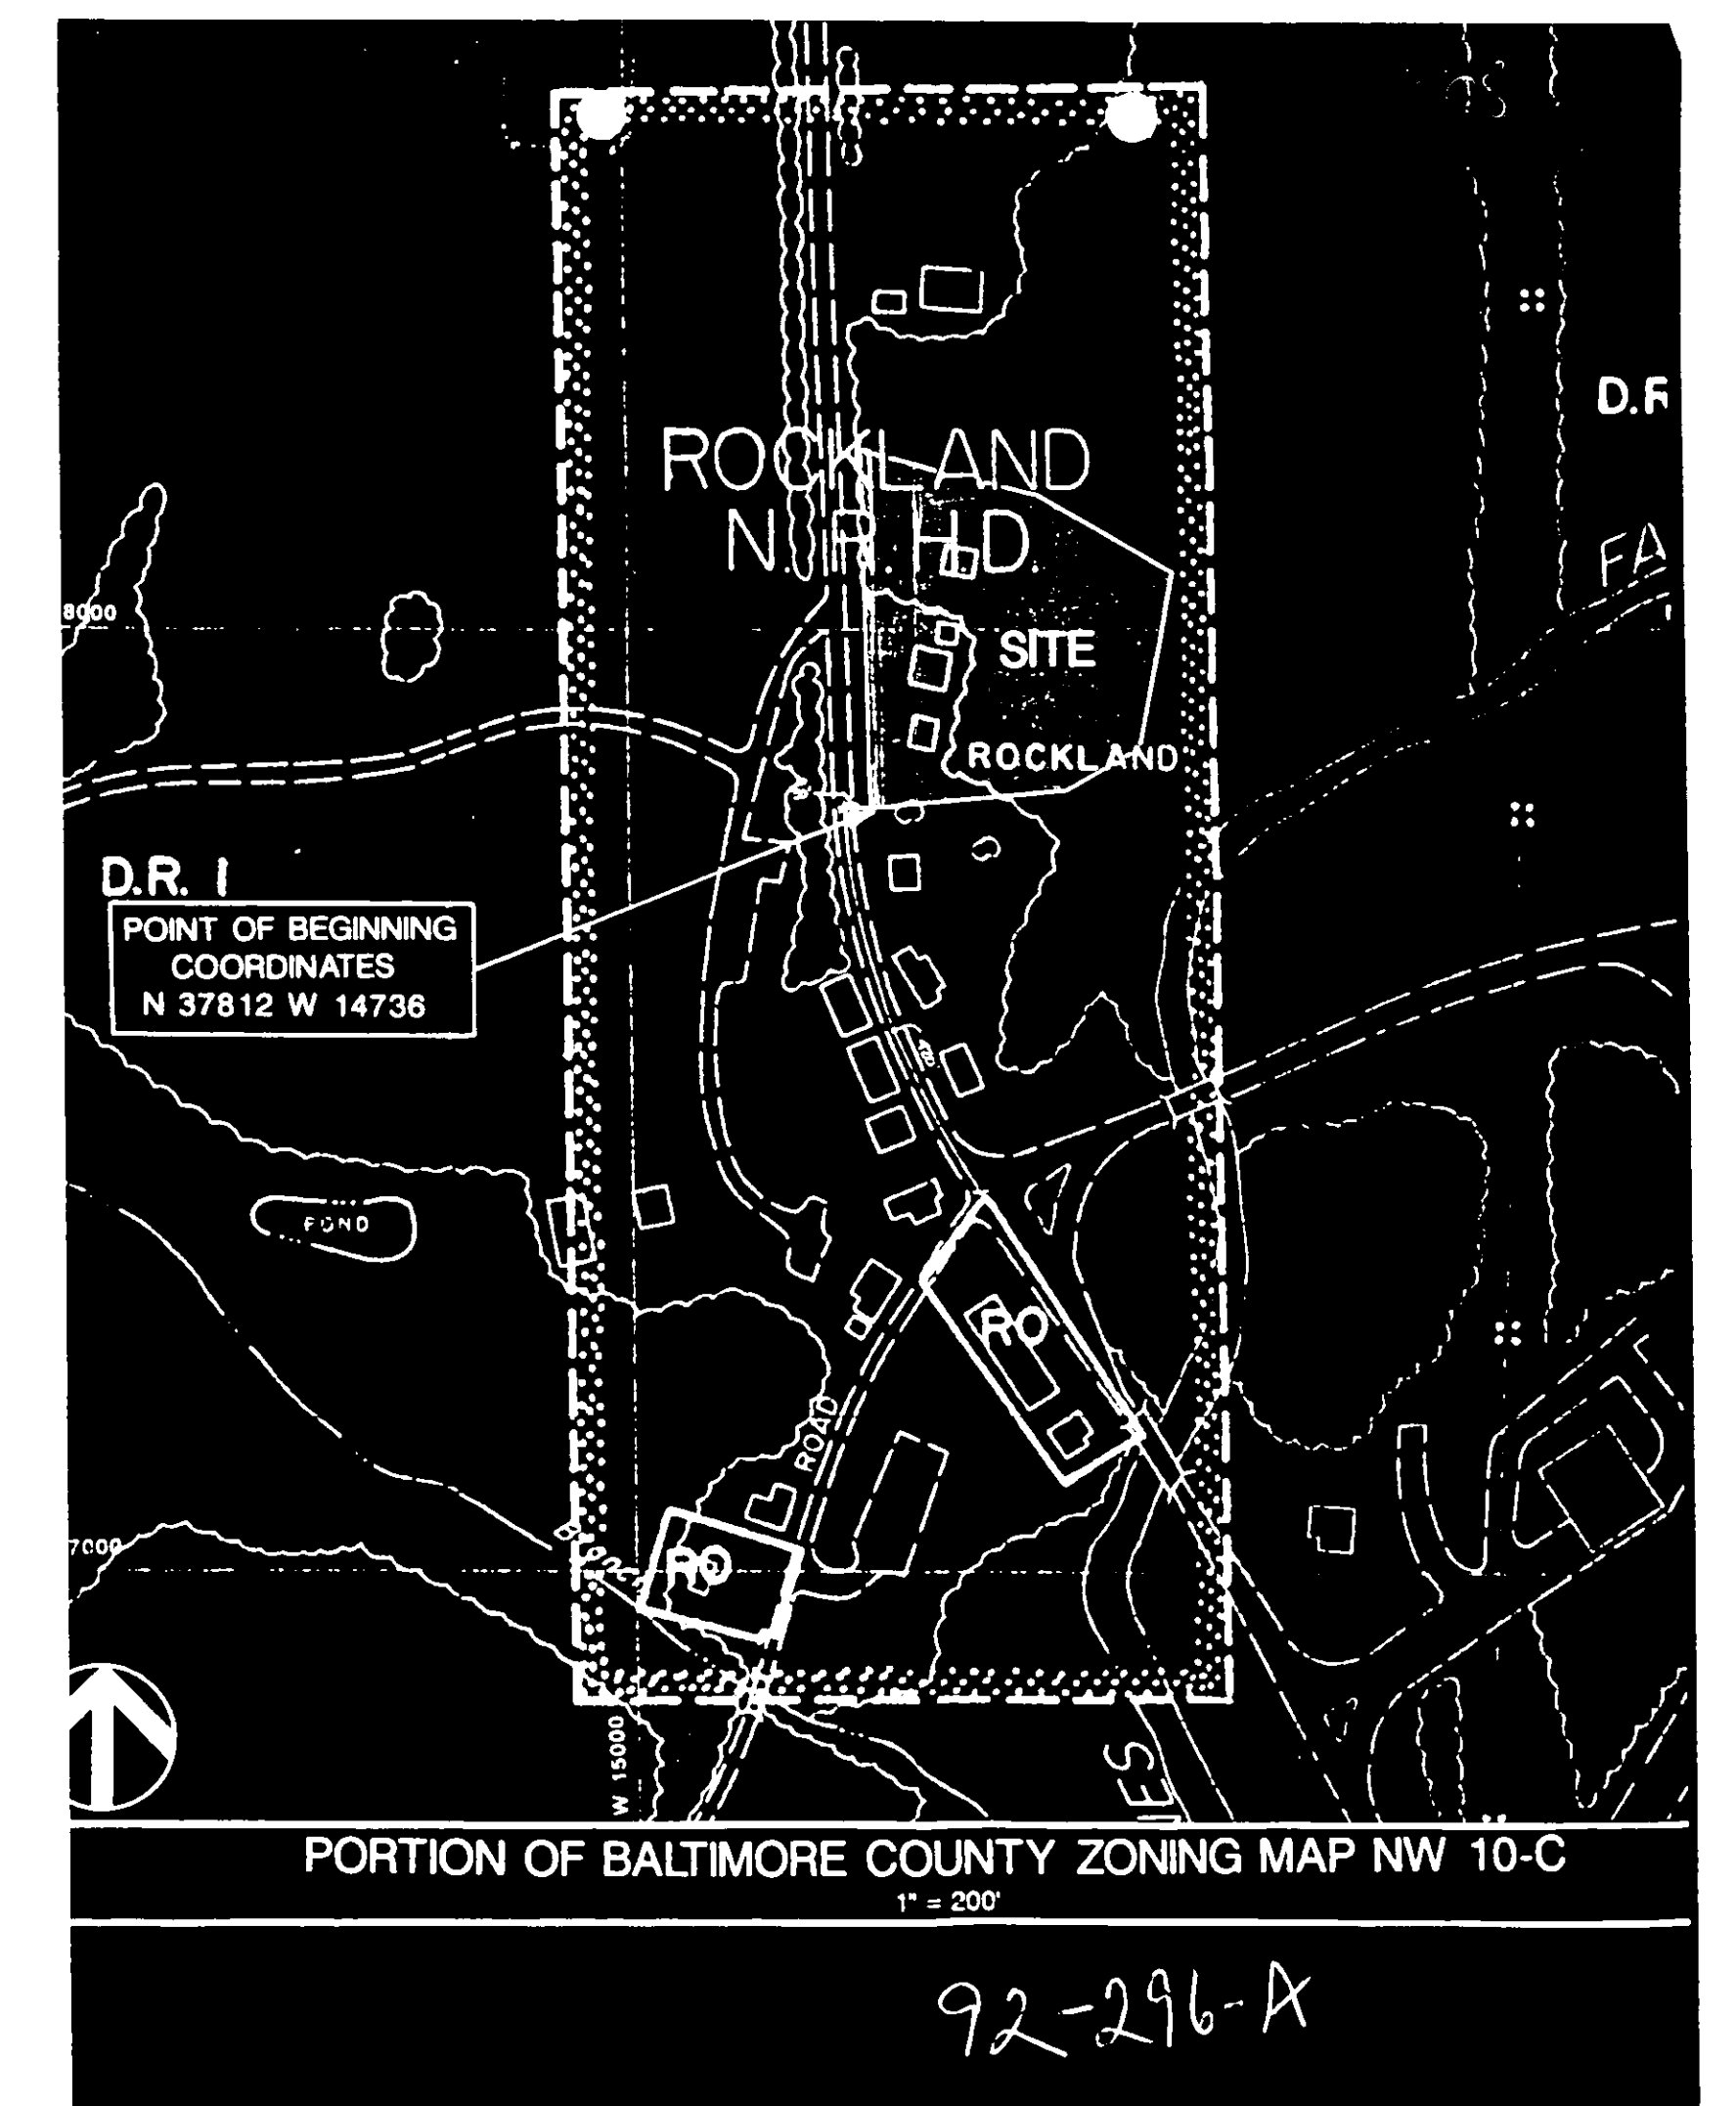 D.R
ROCKLAND
N.R.H.D.
FA
8000
SITE
ROCKLAND
D.R. 1
POINT OF BEGINNING
COORDINATES
N 37812 W 14736
POND
RO
ROAD
RO
7000
W 15000
PORTION OF BALTIMORE COUNTY ZONING MAP NW 10-C
1" = 200'
92-296-A